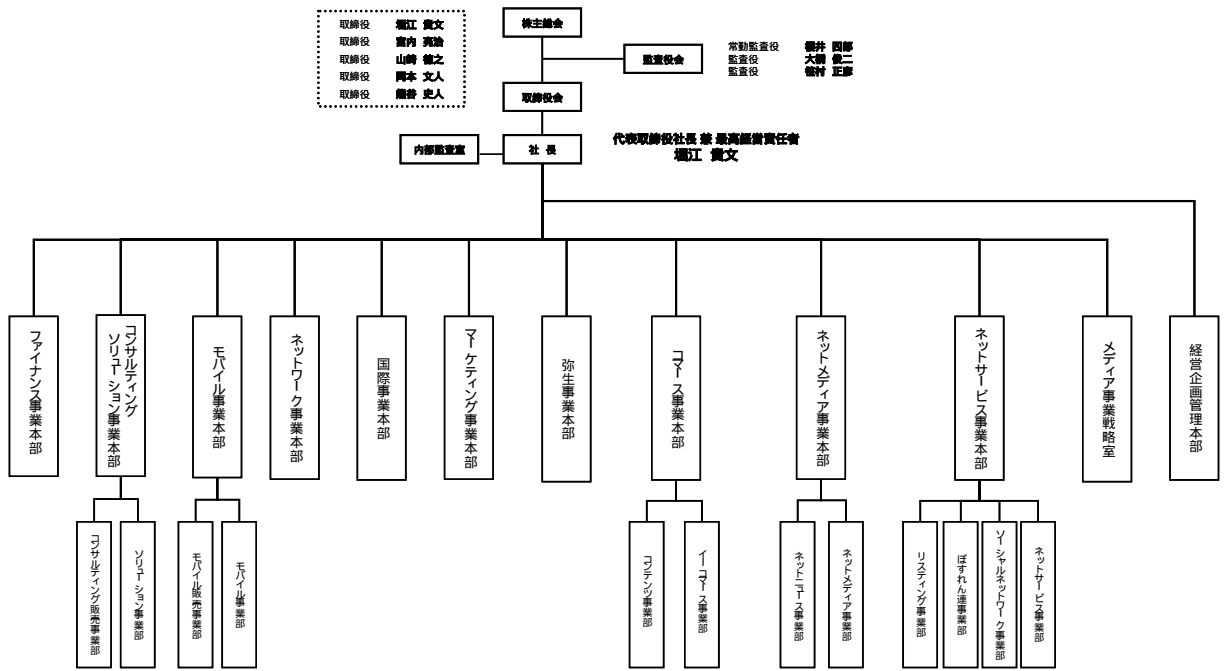 株主総会
取締役 堀江 貴文
取締役 宮内 亮治
取締役 山崎 徳之
取締役 岡本 文人
取締役 熊谷 史人
監査役会
常勤監査役 櫻井 四郎
監査役 大槻 俊二
監査役 笹村 正彦
取締役会
内部監査室
社 長
代表取締役社長 兼 最高経営責任者
堀江 貴文
ファイナンス事業本部
コンサルティング
ソリューション事業本部
モバイル事業本部
ネットワーク事業本部
国際事業本部
マーケティング事業本部
弥生事業本部
コマース事業本部
ネットメディア事業本部
ネットサービス事業本部
メディア事業戦略室
経営企画管理本部
コンサルティング販売事業部
ソリューション事業部
モバイル販売事業部
モバイル事業部
コンテンツ事業部
イーコマース事業部
ネットニュース事業部
ネットメディア事業部
リスティング事業部
ぽすれん連事業部
ソーシャルネットワーク事業部
ネットサービス事業部